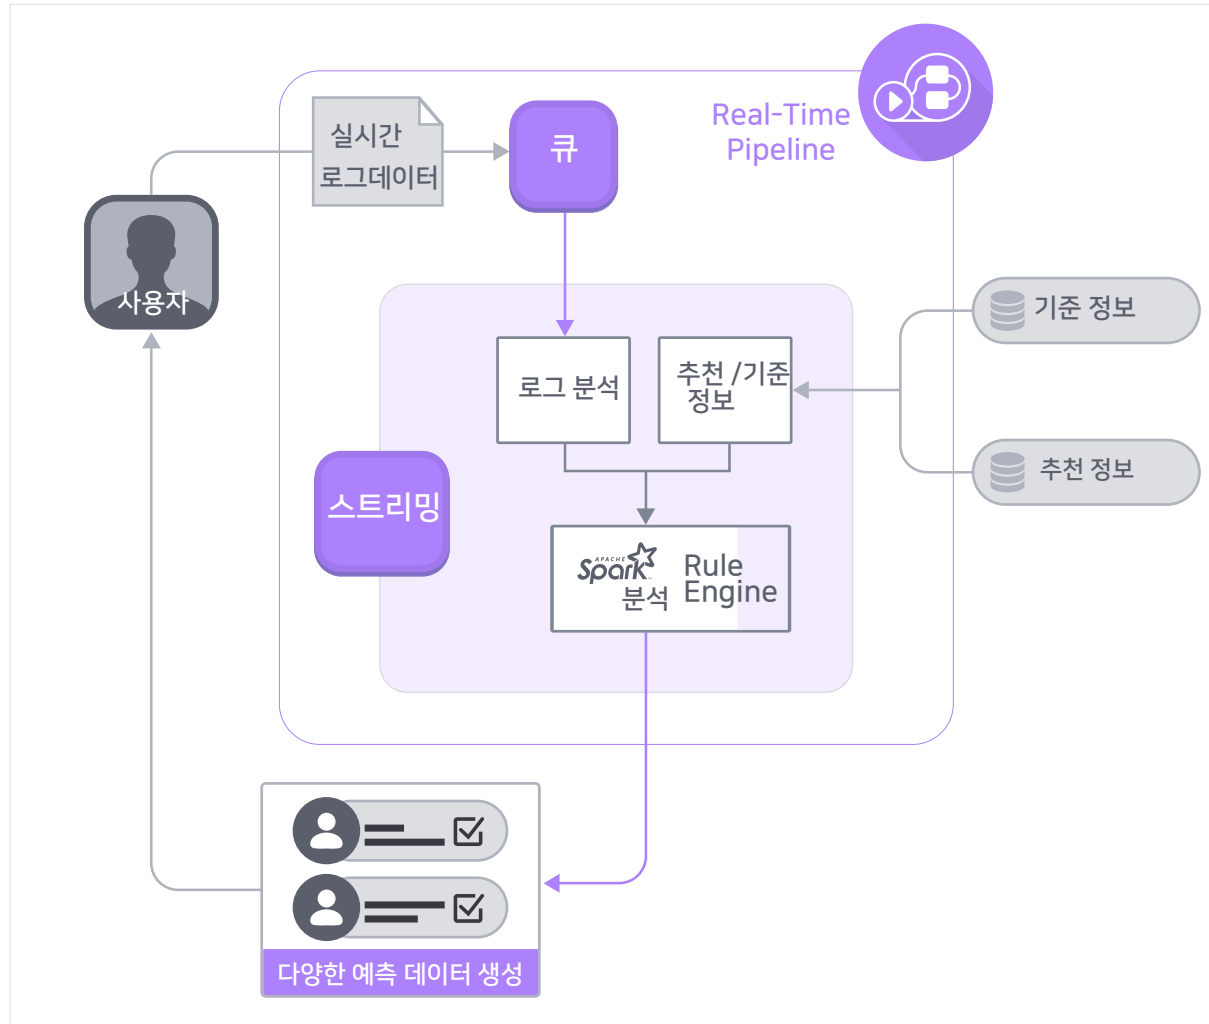 실시간
로그데이터
큐
Real-Time
Pipeline
사용자
기준 정보
로그 분석
추천 /기준
정보
추천 정보
스트리밍
APACHE
Spark
분석
Rule
Engine
다양한 예측 데이터 생성